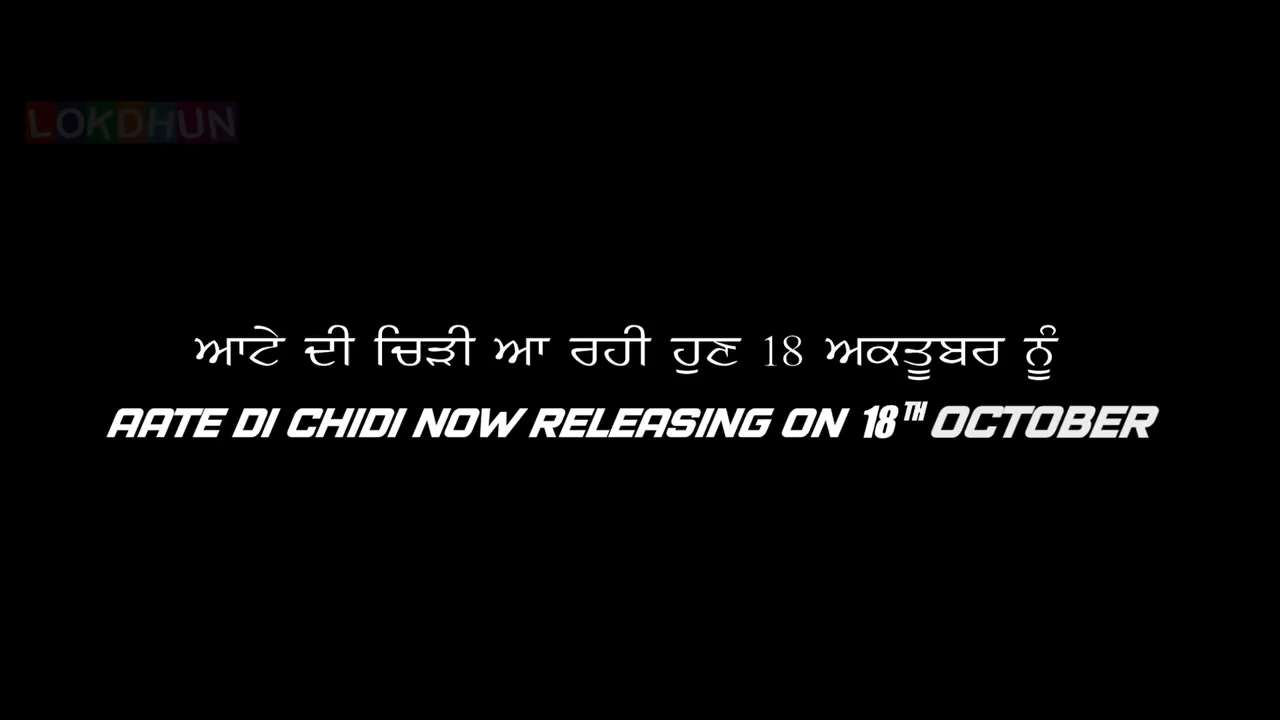 LOKDHUN
ਆਟੇ ਦੀ ਚਿੜੀ ਆ ਰਹੀ ਹੁਣ 18 ਅਕਤੂਬਰ ਨੂੰ
AATE DI CHIDI NOW RELEASING ON 18TH OCTOBER